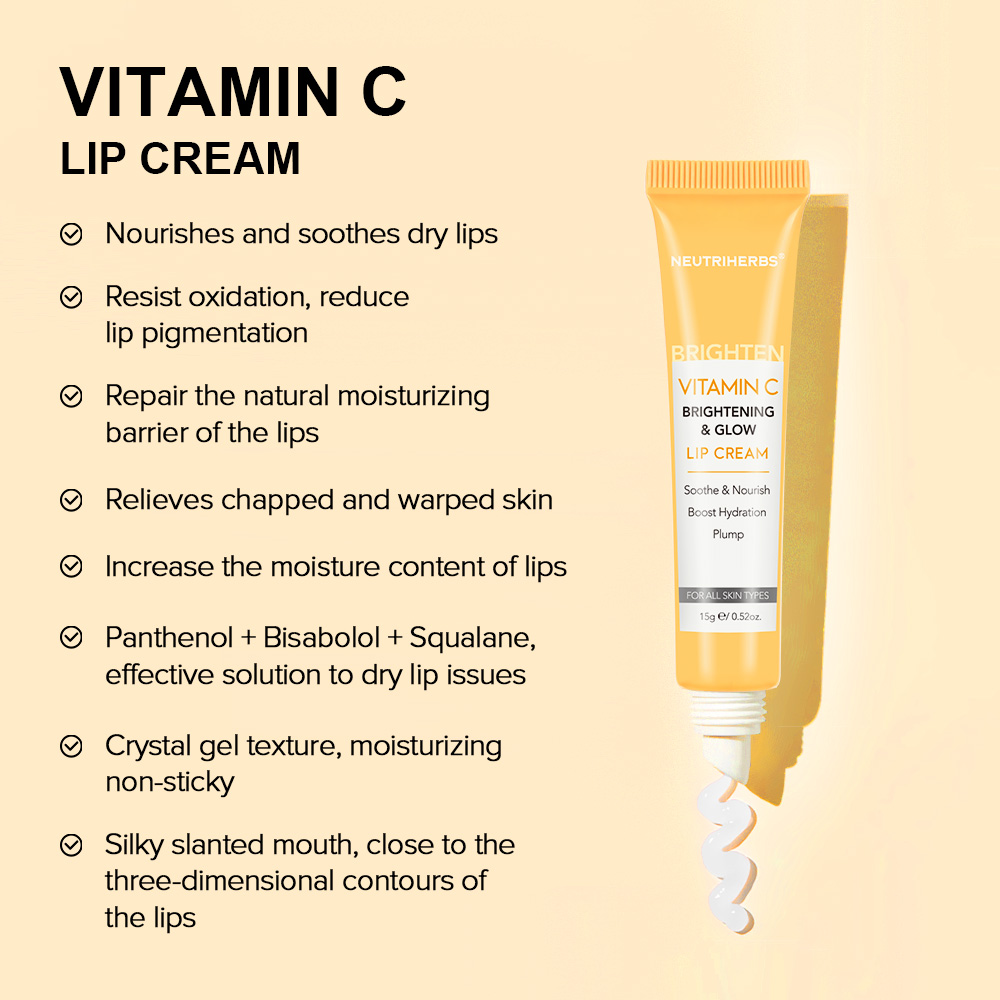 VITAMIN C
LIP CREAM
Nourishes and soothes dry lips
Resist oxidation, reduce
lip pigmentation
Repair the natural moisturizing
barrier of the lips
Relieves chapped and warped skin
Increase the moisture content of lips
Panthenol + Bisabolol + Squalane,
effective solution to dry lip issues
Crystal gel texture, moisturizing
non-sticky
Silky slanted mouth, close to the
three-dimensional contours of
the lips
NEUTRIHERBS®
BRIGHTEN
VITAMIN C
BRIGHTENING
& GLOW
LIP CREAM
Soothe & Nourish
Boost Hydration
Plump
FOR ALL SKIN TYPES
15g ℮/ 0.52oz.